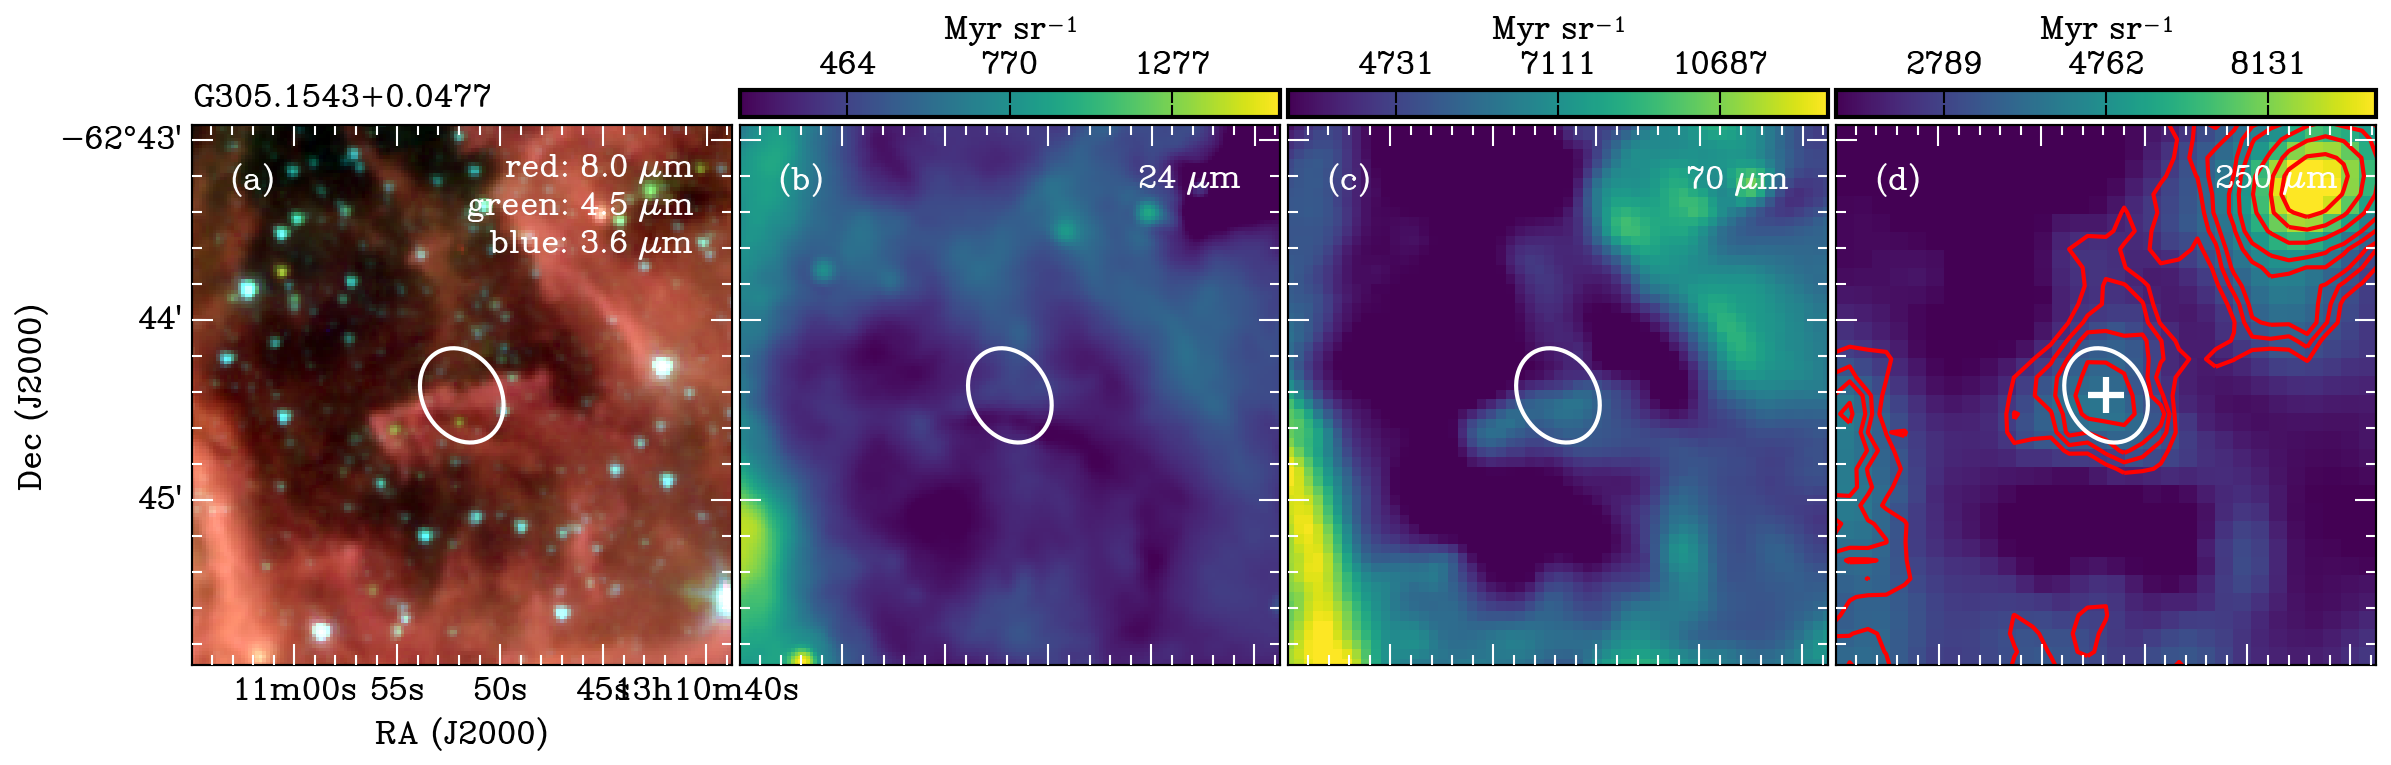 Myr sr⁻¹ Myr sr⁻¹ Myr sr⁻¹
464 770 1277 4731 7111 10687 2789 4762 8131
G305.1543+0.0477
−62°43'
44'
45'
Dec (J2000)
(a)
red: 8.0 μm
green: 4.5 μm
blue: 3.6 μm
(b) 24 μm
(c) 70 μm
(d) 250 μm
11m00s 55s 50s 45s 13h10m40s
RA (J2000)